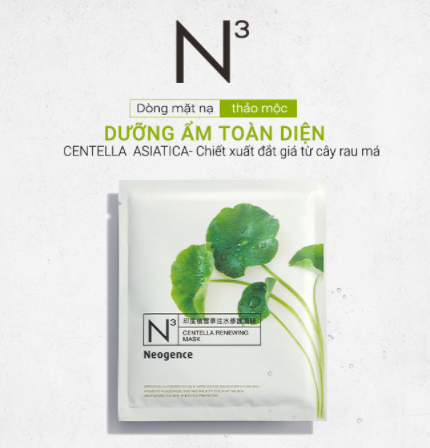 N³
Dòng mặt nạ thảo mộc
DƯỠNG ẨM TOÀN DIỆN
CENTELLA ASIATICA- Chiết xuất đắt giá từ cây rau má
N³
CENTELLA RENEWING
MASK
Neogence